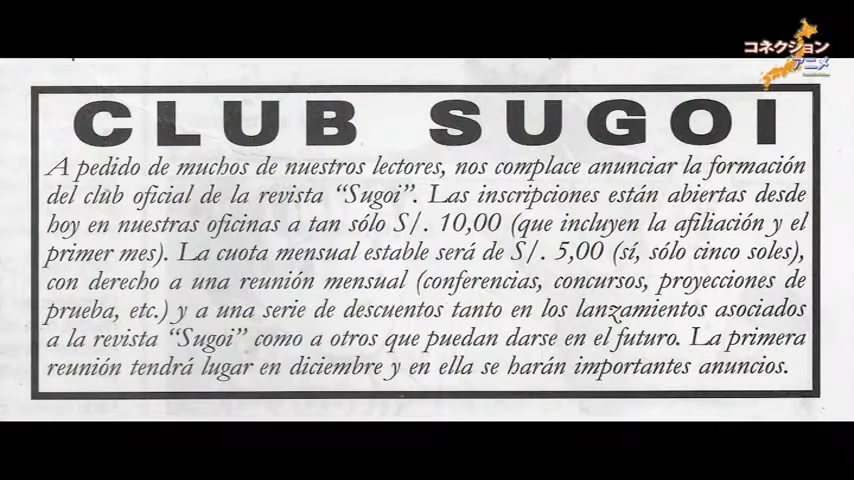 コネクション
アニメ
CLUB SUGOI
A pedido de muchos de nuestros lectores, nos complace anunciar la formación
del club oficial de la revista “Sugoi”. Las inscripciones están abiertas desde
hoy en nuestras oficinas a tan sólo S/. 10,00 (que incluyen la afiliación y el
primer mes). La cuota mensual estable será de S/. 5,00 (sí, sólo cinco soles),
con derecho a una reunión mensual (conferencias, concursos, proyecciones de
prueba, etc.) y a una serie de descuentos tanto en los lanzamientos asociados
a la revista “Sugoi” como a otros que puedan darse en el futuro. La primera
reunión tendrá lugar en diciembre y en ella se harán importantes anuncios.